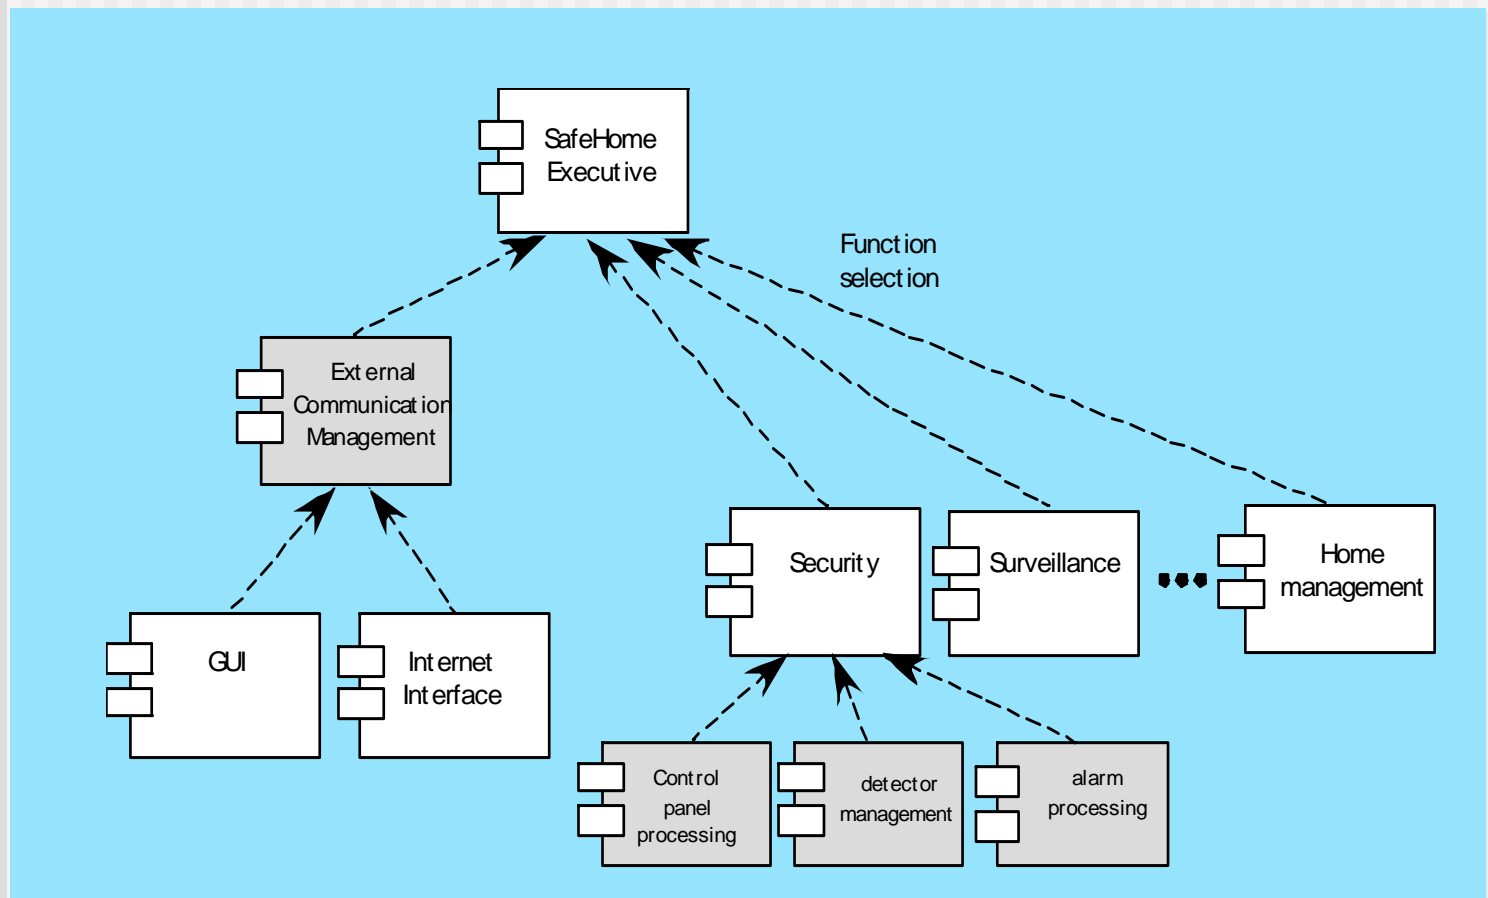 SafeHome
Executive
Function
selection
External
Communication
Management
Security
Surveillance
Home
management
GUI
Internet
Interface
Control
panel
processing
detector
management
alarm
processing